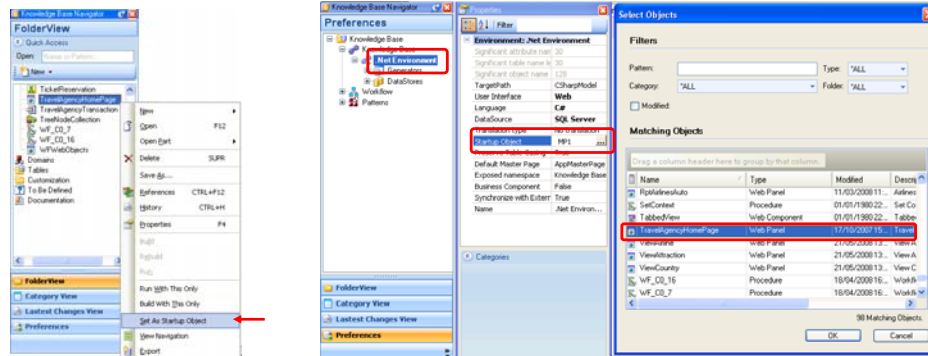 Knowledge Base Navigator
FolderView
Quick Access
Open: Name or Pattern...
New
TicketReservation
TravelAgencyHomePage
TravelAgencyTransaction
TreeNodeCollection
WF_C0_7
WF_C0_16
WFWebObjects
Domains
Tables
Customization
To Be Defined
Documentation
FolderView
Category View
Lastest Changes View
Preferences
New
Open F12
Open Part
Delete SUPR
Save As...
References CTRL+F12
History CTRL+H
Properties F4
Build
Rebuild
Run
Run With This Only
Build With This Only
Set As Startup Object
View Navigation
Export
Knowledge Base Navigator
Preferences
Knowledge Base
Knowledge Base
.Net Environment
Generators
DataStores
Workflow
Patterns
FolderView
Category View
Lastest Changes View
Preferences
Properties
Filter
Environment: .Net Environment
Significant attribute nam 30
Significant table name le 30
Significant object name 128
TargetPath CSharpModel
User Interface Web
Language C#
DataSource SQL Server
Translation type No translation
Startup Object MP1 ...
Preserve Table Casing True
Default Master Page AppMasterPage
Exposed namespace Knowledge Base
Business Component False
Synchronize with Extern True
Name .Net Environ...
Categories
Select Objects
Filters
Pattern: Type: *ALL
Category: *ALL Folder: *ALL
Modified
Matching Objects
Drag a column header here to group by that column.
Name Type Modified Descri
RptAirlinesAuto Web Panel 11/03/2008 11:... Airlines
SetContext Procedure 01/01/1980 22:... Set Co
TabbedView Web Component 01/01/1980 22:... Tabbe
TravelAgencyHomePage Web Panel 17/10/2007 15:... Travel
ViewAirline Web Panel 21/05/2008 13:... View A
ViewAttraction Web Panel 21/05/2008 13:... View A
ViewCountry Web Panel 21/05/2008 13:... View C
WF_C0_16 Procedure 18/04/2008 16:... Workfl
WF_C0_7 Procedure 18/04/2008 16:... Workfl
98 Matching Objects.
OK Cancel